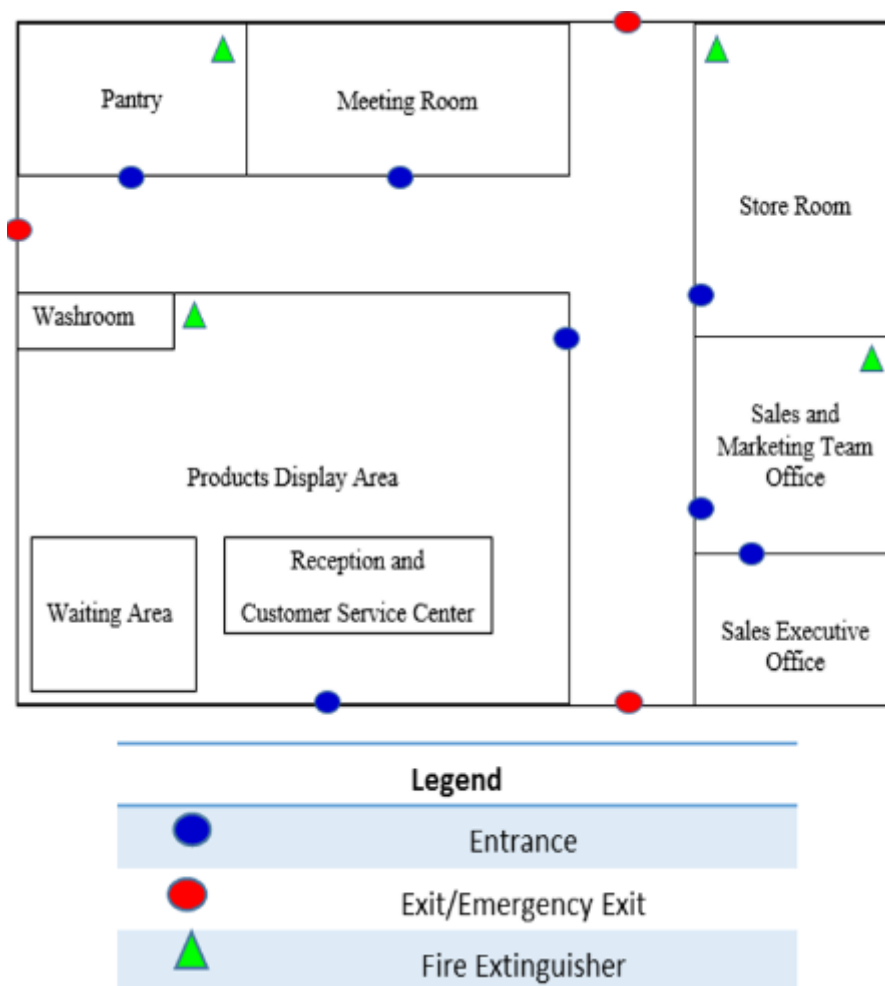 Pantry
Meeting Room
Store Room
Washroom
Sales and
Marketing Team
Office
Products Display Area
Reception and
Customer Service Center
Waiting Area
Sales Executive
Office
Legend
Entrance
Exit/Emergency Exit
Fire Extinguisher